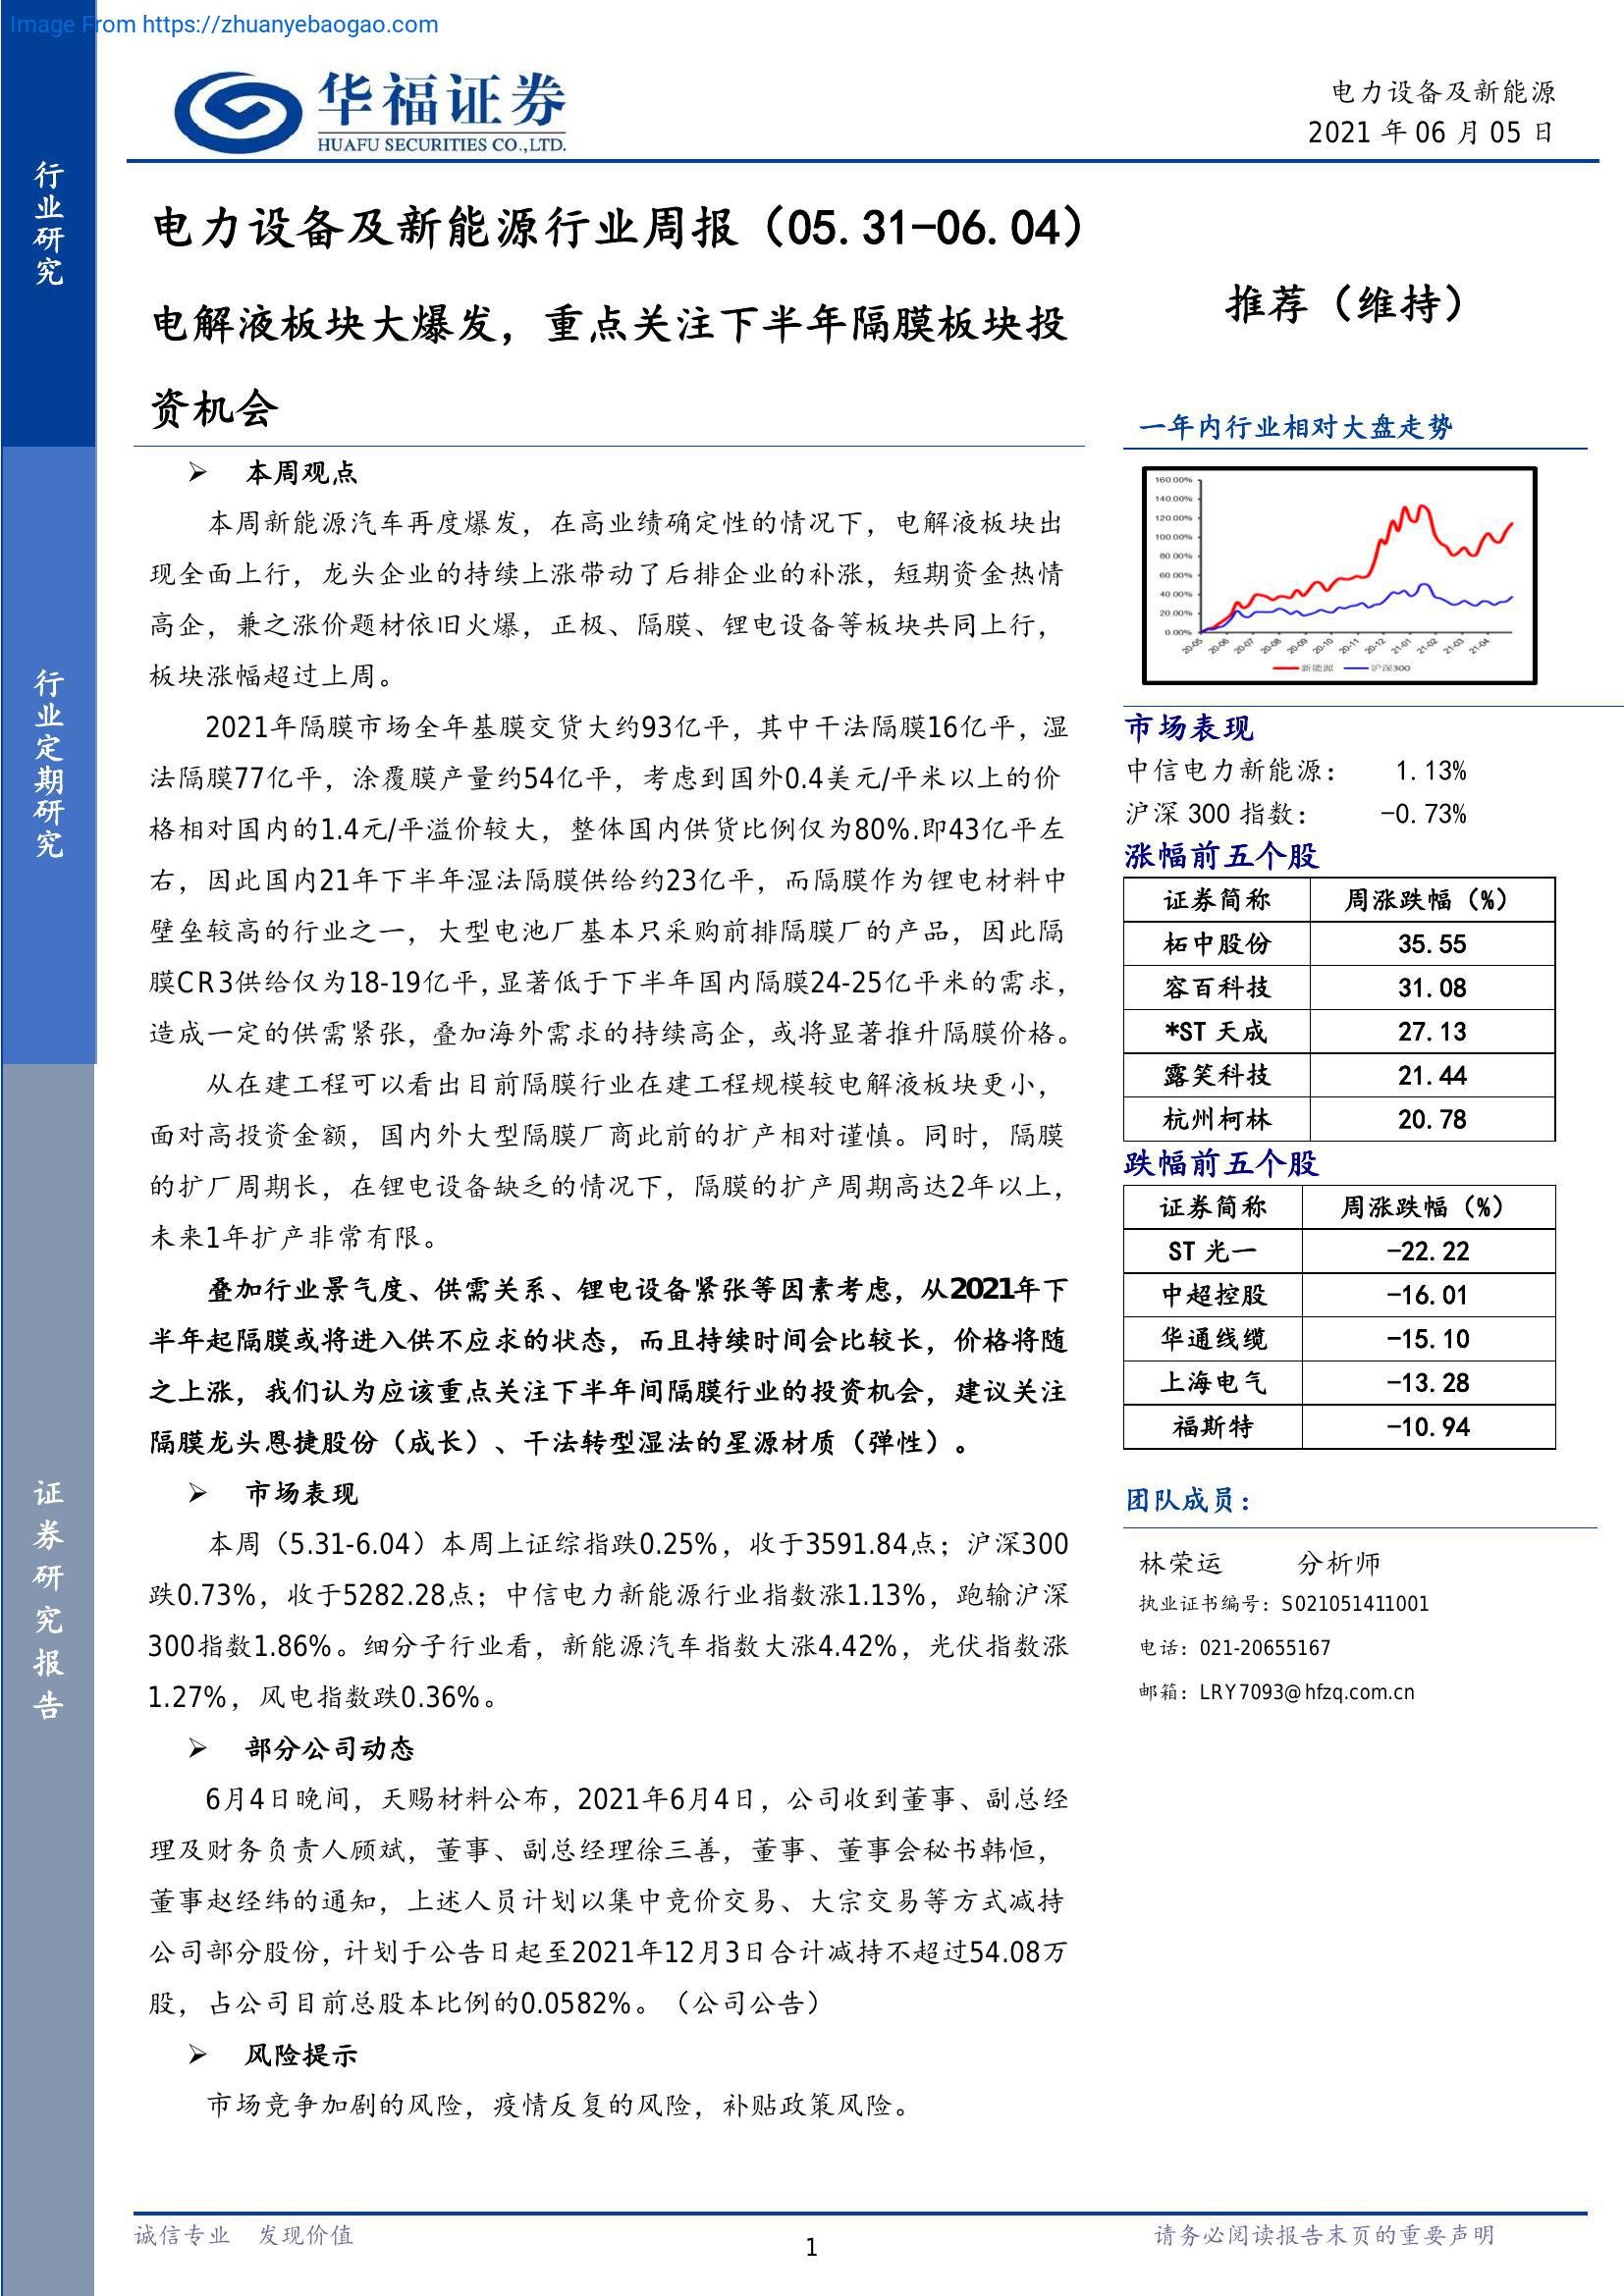 Image From https://zhuanyebaogao.com
华福证券
HUAFU SECURITIES CO.,LTD.
电力设备及新能源
2021 年 06 月 05 日
行业研究
行业定期研究
证券研究报告
电力设备及新能源行业周报（05.31-06.04）
电解液板块大爆发，重点关注下半年隔膜板块投
资机会
推荐（维持）
➢ 本周观点
本周新能源汽车再度爆发，在高业绩确定性的情况下，电解液板块出
现全面上行，龙头企业的持续上涨带动了后排企业的补涨，短期资金热情
高企，兼之涨价题材依旧火爆，正极、隔膜、锂电设备等板块共同上行，
板块涨幅超过上周。
2021年隔膜市场全年基膜交货大约93亿平，其中干法隔膜16亿平，湿
法隔膜77亿平，涂覆膜产量约54亿平，考虑到国外0.4美元/平米以上的价
格相对国内的1.4元/平溢价较大，整体国内供货比例仅为80%.即43亿平左
右，因此国内21年下半年湿法隔膜供给约23亿平，而隔膜作为锂电材料中
壁垒较高的行业之一，大型电池厂基本只采购前排隔膜厂的产品，因此隔
膜CR3供给仅为18-19亿平,显著低于下半年国内隔膜24-25亿平米的需求，
造成一定的供需紧张，叠加海外需求的持续高企，或将显著推升隔膜价格。
从在建工程可以看出目前隔膜行业在建工程规模较电解液板块更小，
面对高投资金额，国内外大型隔膜厂商此前的扩产相对谨慎。同时，隔膜
的扩厂周期长，在锂电设备缺乏的情况下，隔膜的扩产周期高达2年以上，
未来1年扩产非常有限。
叠加行业景气度、供需关系、锂电设备紧张等因素考虑，从2021年下
半年起隔膜或将进入供不应求的状态，而且持续时间会比较长，价格将随
之上涨，我们认为应该重点关注下半年间隔膜行业的投资机会，建议关注
隔膜龙头恩捷股份（成长）、干法转型湿法的星源材质（弹性）。
➢ 市场表现
本周（5.31-6.04）本周上证综指跌0.25%，收于3591.84点；沪深300
跌0.73%，收于5282.28点；中信电力新能源行业指数涨1.13%，跑输沪深
300指数1.86%。细分子行业看，新能源汽车指数大涨4.42%，光伏指数涨
1.27%，风电指数跌0.36%。
➢ 部分公司动态
6月4日晚间，天赐材料公布，2021年6月4日，公司收到董事、副总经
理及财务负责人顾斌，董事、副总经理徐三善，董事、董事会秘书韩恒，
董事赵经纬的通知，上述人员计划以集中竞价交易、大宗交易等方式减持
公司部分股份，计划于公告日起至2021年12月3日合计减持不超过54.08万
股，占公司目前总股本比例的0.0582%。（公司公告）
➢ 风险提示
市场竞争加剧的风险，疫情反复的风险，补贴政策风险。
一年内行业相对大盘走势
160.00%
140.00%
120.00%
100.00%
80.00%
60.00%
40.00%
20.00%
0.00%
20-05 20-06 20-07 20-08 20-09 20-10 20-11 20-12 21-01 21-02 21-03 21-04
新能源 沪深300
市场表现
中信电力新能源： 1.13%
沪深 300 指数： -0.73%
涨幅前五个股
证券简称 周涨跌幅（%）
柘中股份 35.55
容百科技 31.08
*ST 天成 27.13
露笑科技 21.44
杭州柯林 20.78
跌幅前五个股
证券简称 周涨跌幅（%）
ST 光一 -22.22
中超控股 -16.01
华通线缆 -15.10
上海电气 -13.28
福斯特 -10.94
团队成员：
林荣运 分析师
执业证书编号：S021051411001
电话：021-20655167
邮箱：LRY7093@hfzq.com.cn
诚信专业 发现价值
1
请务必阅读报告末页的重要声明